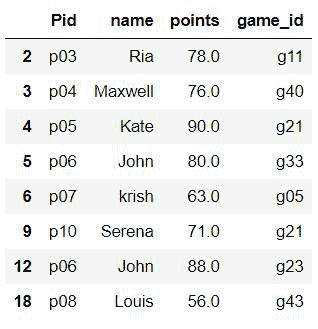 Pid name points game_id
2 p03 Ria 78.0 g11
3 p04 Maxwell 76.0 g40
4 p05 Kate 90.0 g21
5 p06 John 80.0 g33
6 p07 krish 63.0 g05
9 p10 Serena 71.0 g21
12 p06 John 88.0 g23
18 p08 Louis 56.0 g43